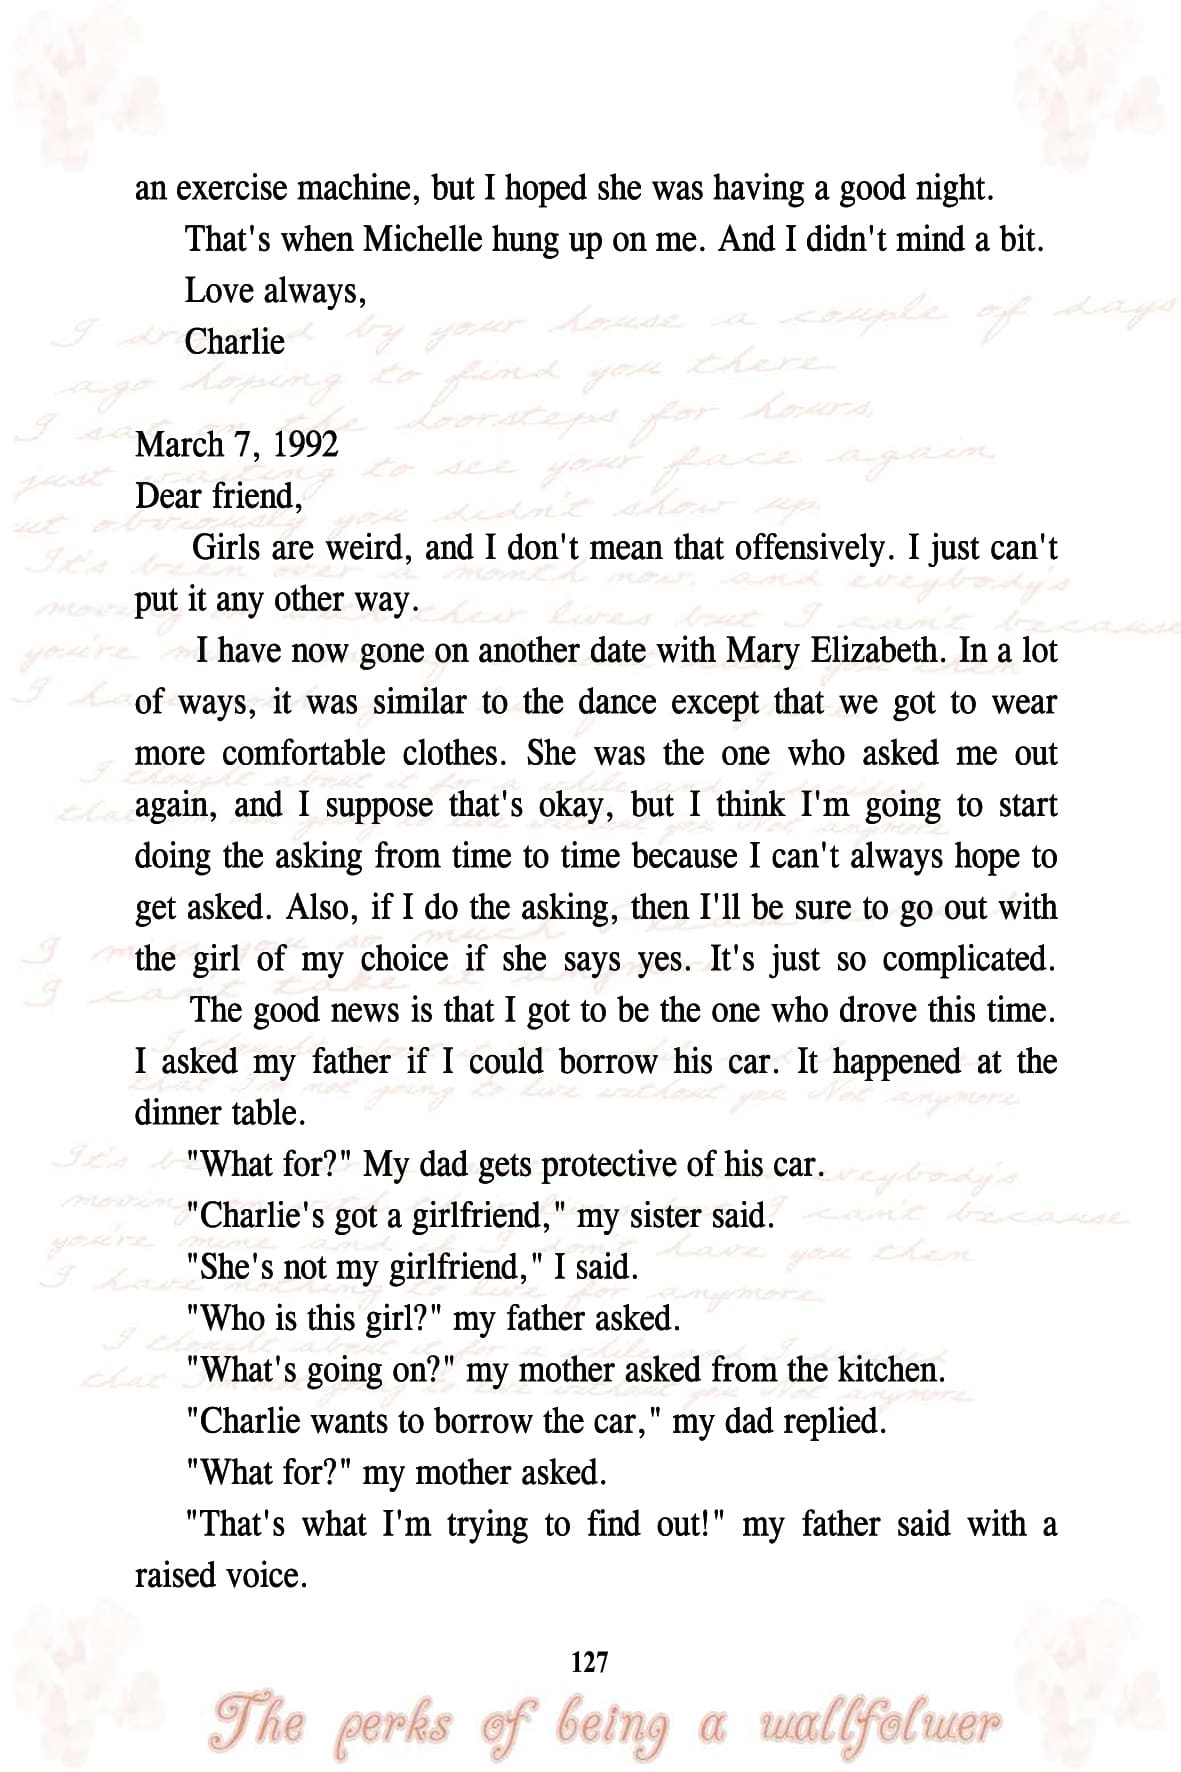 an exercise machine, but I hoped she was having a good night.
That's when Michelle hung up on me. And I didn't mind a bit.
Love always,
Charlie
March 7, 1992
Dear friend,
Girls are weird, and I don't mean that offensively. I just can't
put it any other way.
I have now gone on another date with Mary Elizabeth. In a lot
of ways, it was similar to the dance except that we got to wear
more comfortable clothes. She was the one who asked me out
again, and I suppose that's okay, but I think I'm going to start
doing the asking from time to time because I can't always hope to
get asked. Also, if I do the asking, then I'll be sure to go out with
the girl of my choice if she says yes. It's just so complicated.
The good news is that I got to be the one who drove this time.
I asked my father if I could borrow his car. It happened at the
dinner table.
"What for?" My dad gets protective of his car.
"Charlie's got a girlfriend," my sister said.
"She's not my girlfriend," I said.
"Who is this girl?" my father asked.
"What's going on?" my mother asked from the kitchen.
"Charlie wants to borrow the car," my dad replied.
"What for?" my mother asked.
"That's what I'm trying to find out!" my father said with a
raised voice.
127
The perks of being a wallfolwer